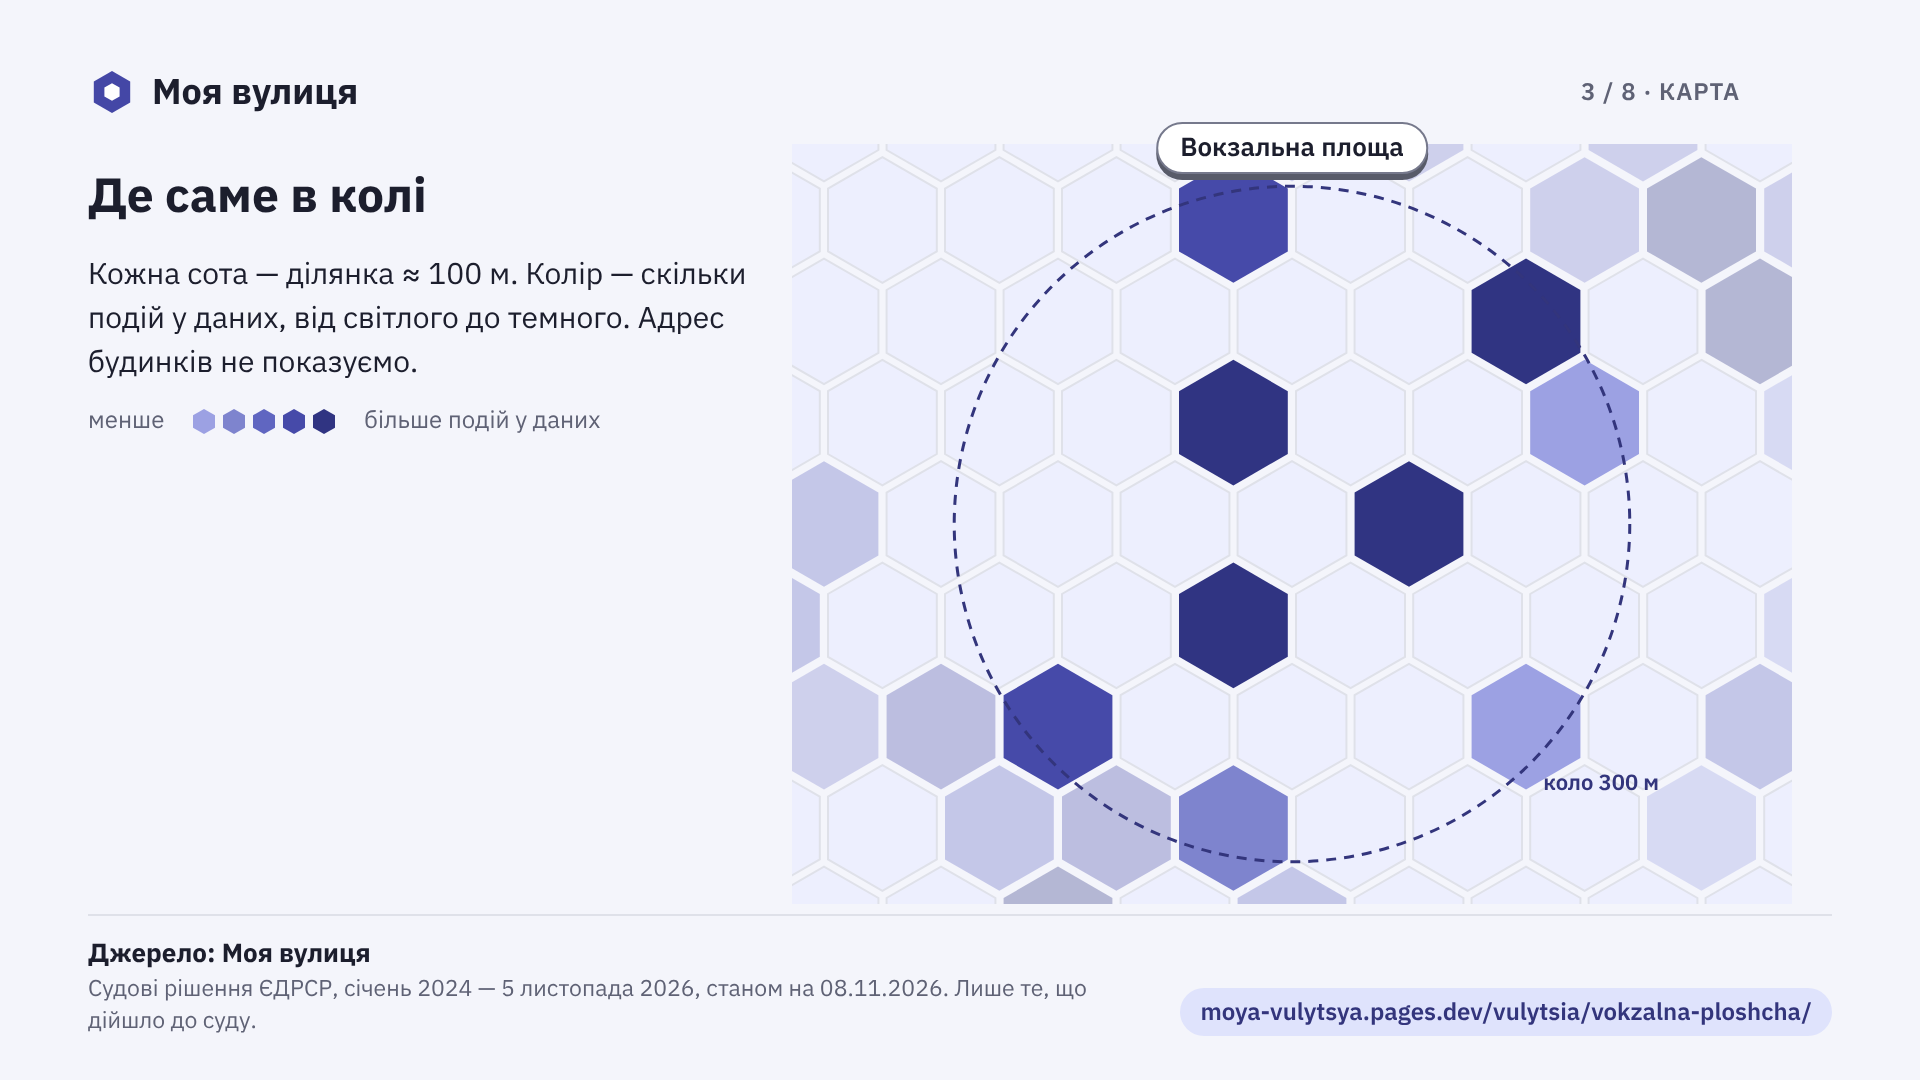 Моя вулиця
3 / 8 · КАРТА
Вокзальна площа
Де саме в колі
Кожна сота — ділянка ≈ 100 м. Колір — скільки
подій у даних, від світлого до темного. Адрес
будинків не показуємо.
менше
більше подій у даних
коло 300 м
Джерело: Моя вулиця
Судові рішення ЄДРСР, січень 2024 — 5 листопада 2026, станом на 08.11.2026. Лише те, що
дійшло до суду.
moya-vulytsya.pages.dev/vulytsia/vokzalna-ploshcha/